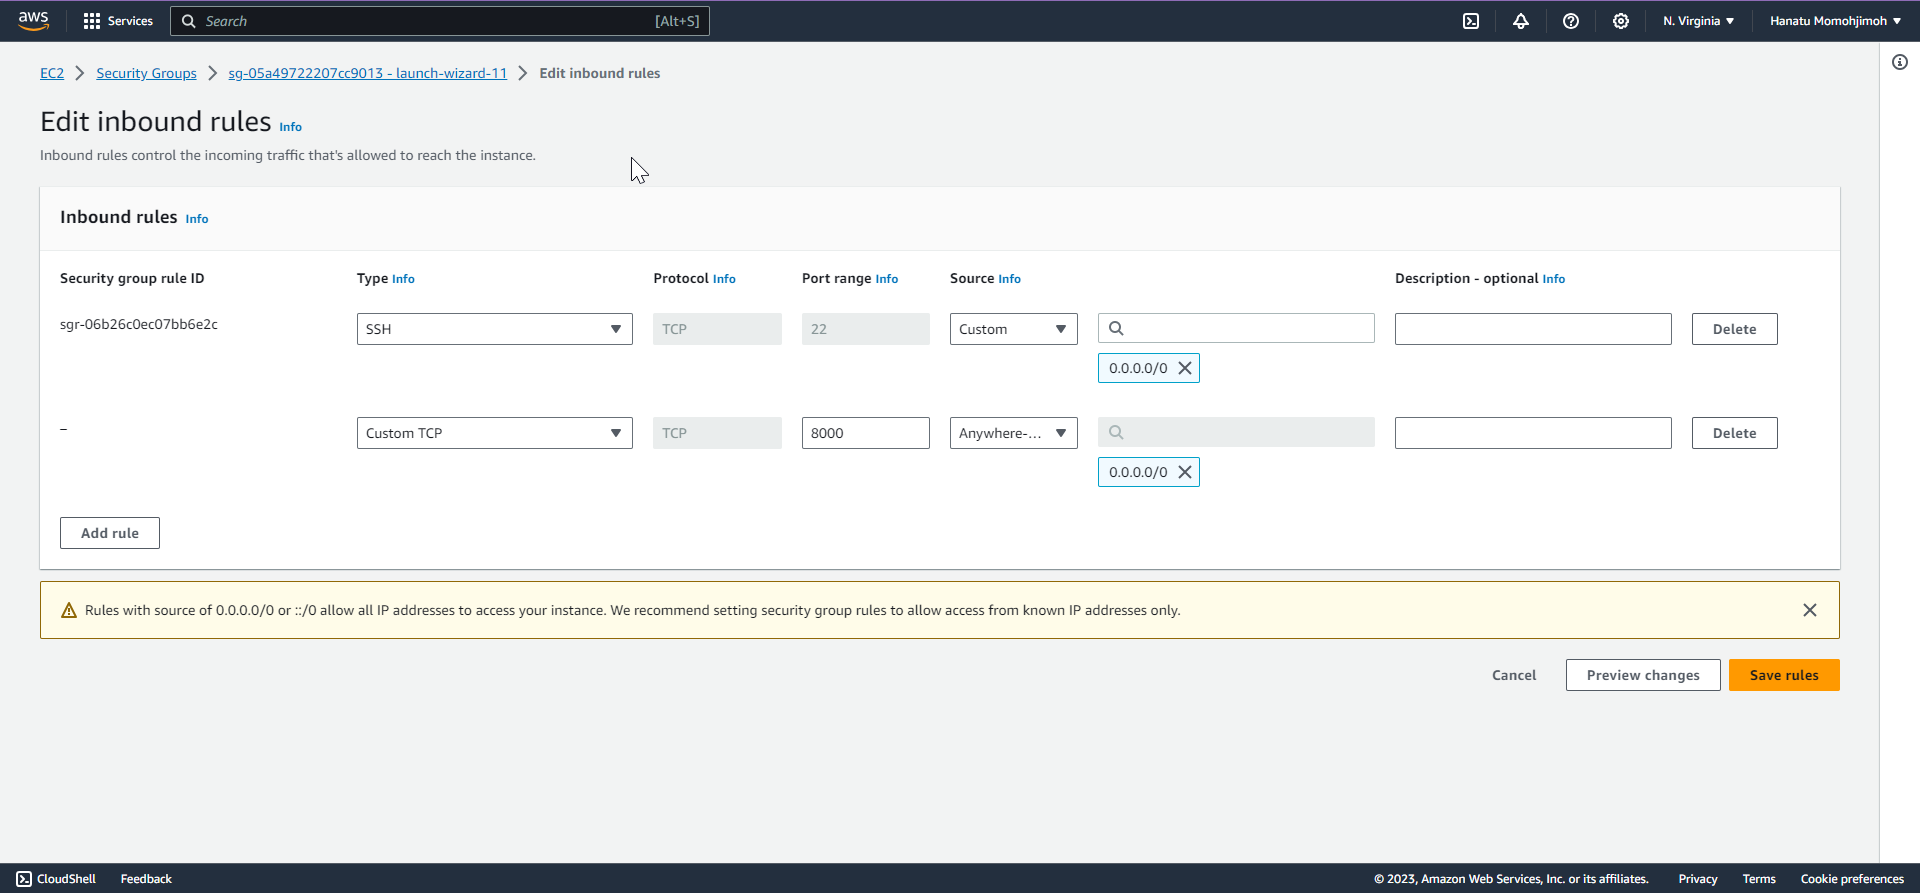 aws Services Search [Alt+S] N. Virginia Hanatu Momohjimoh
EC2 Security Groups sg-05a49722207cc9013 - launch-wizard-11 Edit inbound rules
Edit inbound rules Info
Inbound rules control the incoming traffic that's allowed to reach the instance.
Inbound rules Info
Security group rule ID Type Info Protocol Info Port range Info Source Info Description - optional Info
sgr-06b26c0ec07bb6e2c SSH TCP 22 Custom Delete
0.0.0.0/0
– Custom TCP TCP 8000 Anywhere-... Delete
0.0.0.0/0
Add rule
Rules with source of 0.0.0.0/0 or ::/0 allow all IP addresses to access your instance. We recommend setting security group rules to allow access from known IP addresses only.
Cancel Preview changes Save rules
CloudShell Feedback © 2023, Amazon Web Services, Inc. or its affiliates. Privacy Terms Cookie preferences